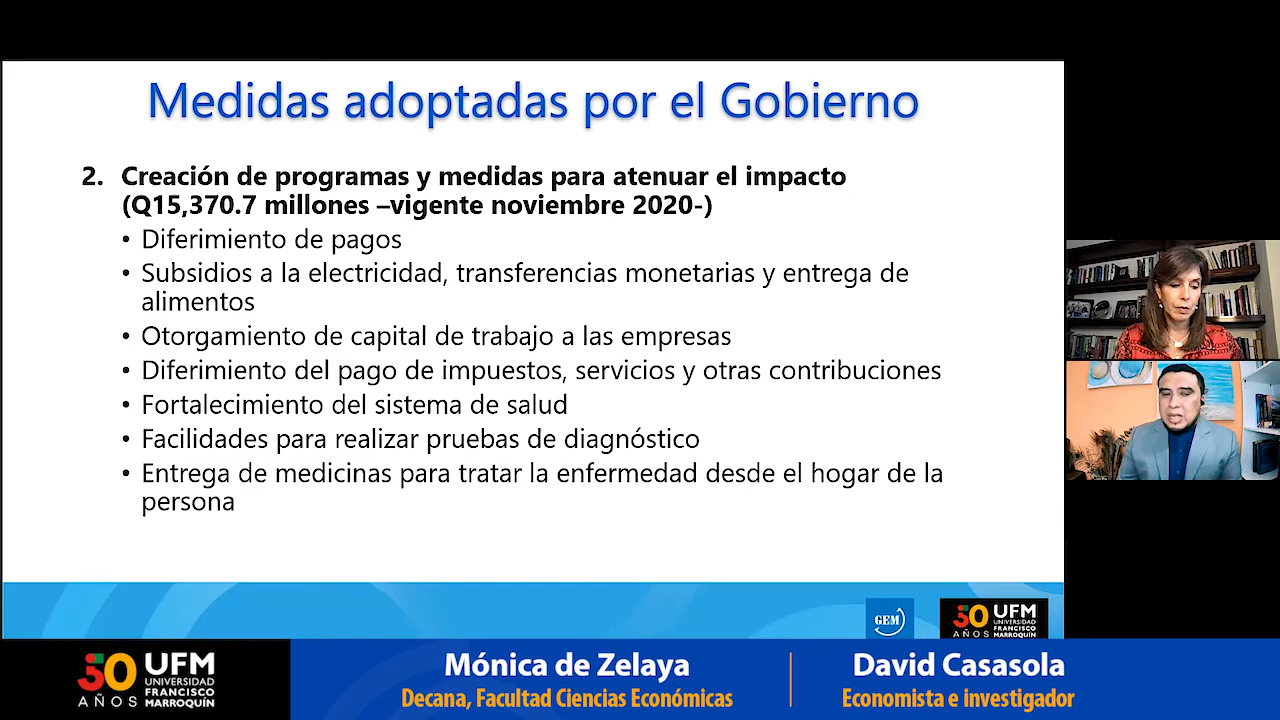 Medidas adoptadas por el Gobierno
2. Creación de programas y medidas para atenuar el impacto
(Q15,370.7 millones –vigente noviembre 2020-)
• Diferimiento de pagos
• Subsidios a la electricidad, transferencias monetarias y entrega de
alimentos
• Otorgamiento de capital de trabajo a las empresas
• Diferimiento del pago de impuestos, servicios y otras contribuciones
• Fortalecimiento del sistema de salud
• Facilidades para realizar pruebas de diagnóstico
• Entrega de medicinas para tratar la enfermedad desde el hogar de la
persona
GEM
50
AÑOS
UFM
UNIVERSIDAD
FRANCISCO
MARROQUÍN
50
AÑOS
UFM
UNIVERSIDAD
FRANCISCO
MARROQUÍN
Mónica de Zelaya
Decana, Facultad Ciencias Económicas
David Casasola
Economista e investigador